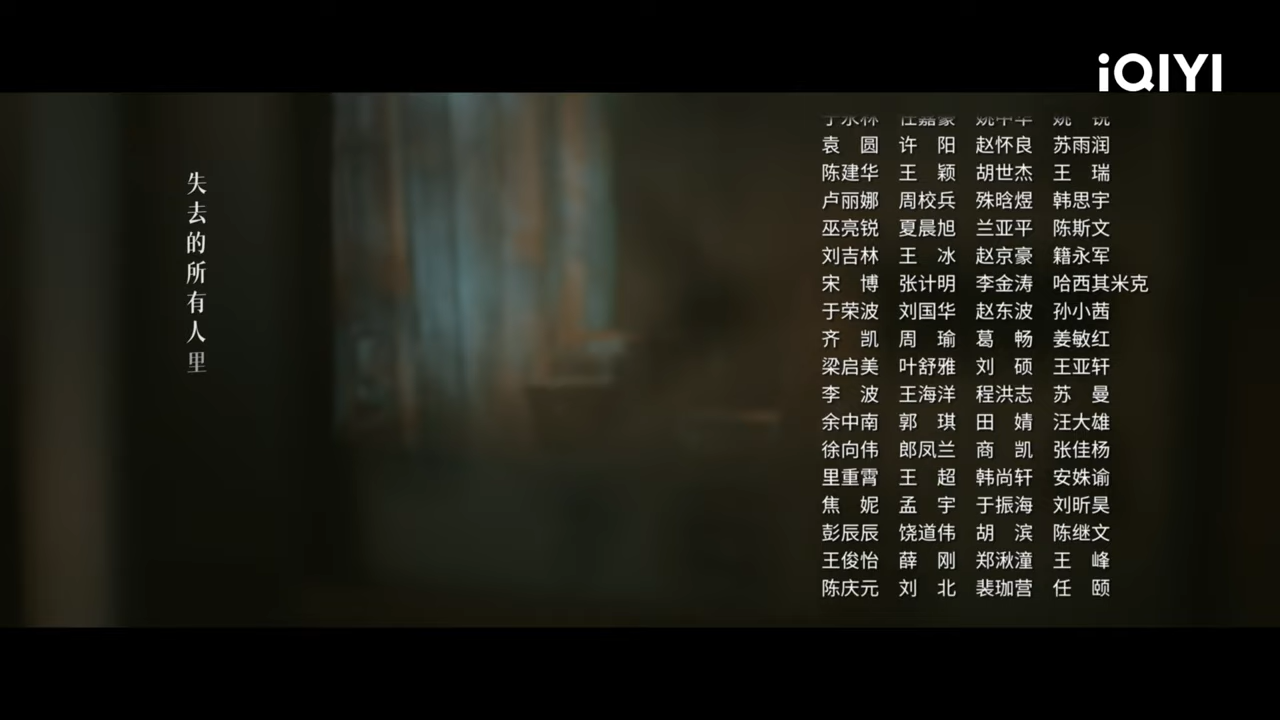 iQIYI
失去的所有人里
袁 圆 许 阳 赵怀良 苏雨润
陈建华 王 颖 胡世杰 王 瑞
卢丽娜 周校兵 殊晗煜 韩思宇
巫亮锐 夏晨旭 兰亚平 陈斯文
刘吉林 王 冰 赵京豪 籍永军
宋 博 张计明 李金涛 哈西其米克
于荣波 刘国华 赵东波 孙小茜
齐 凯 周 瑜 葛 畅 姜敏红
梁启美 叶舒雅 刘 硕 王亚轩
李 波 王海洋 程洪志 苏 曼
余中南 郭 琪 田 婧 汪大雄
徐向伟 郎凤兰 商 凯 张佳杨
里重霄 王 超 韩尚轩 安姝谕
焦 妮 孟 宇 于振海 刘昕昊
彭辰辰 饶道伟 胡 滨 陈继文
王俊怡 薛 刚 郑湫潼 王 峰
陈庆元 刘 北 裴珈营 任 颐